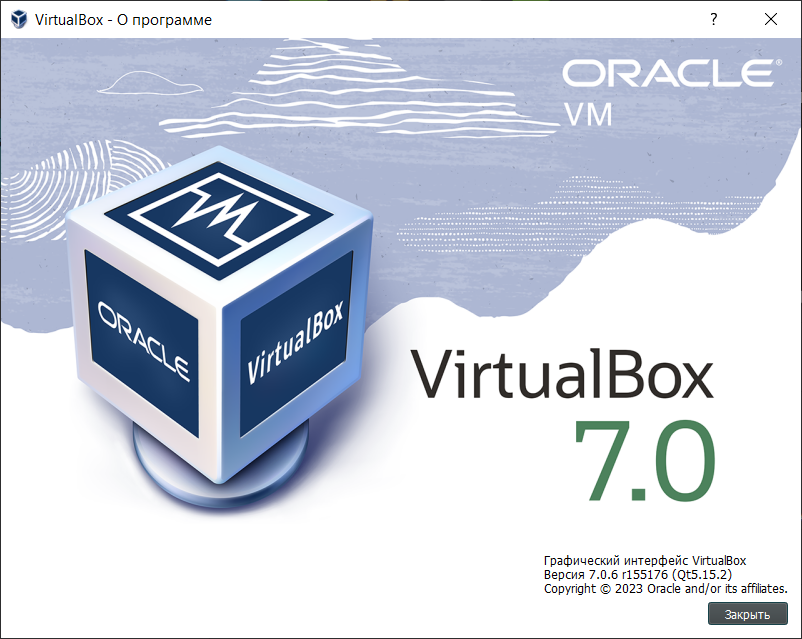 VirtualBox - О программе
ORACLE®
VM
ORACLE
VirtualBox
VirtualBox
7.0
Графический интерфейс VirtualBox
Версия 7.0.6 r155176 (Qt5.15.2)
Copyright © 2023 Oracle and/or its affiliates.
Закрыть